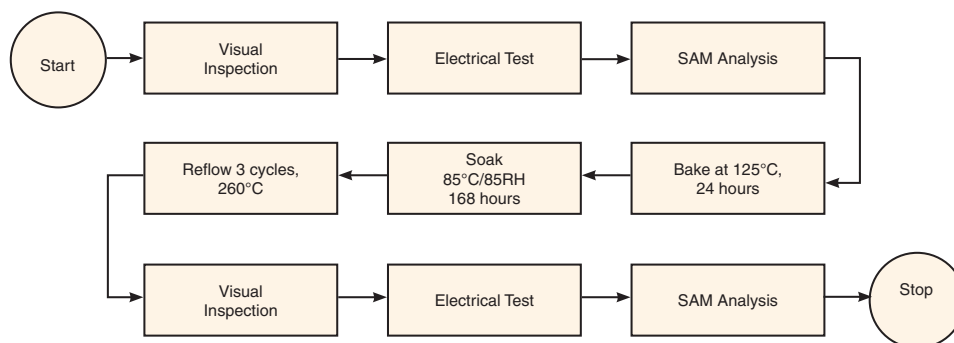 Start
Visual
Inspection
Electrical Test
SAM Analysis
Bake at 125°C,
24 hours
Soak
85°C/85RH
168 hours
Reflow 3 cycles,
260°C
Visual
Inspection
Electrical Test
SAM Analysis
Stop